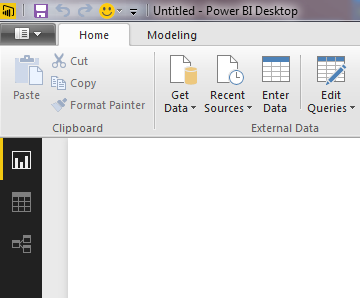 Untitled - Power BI Desktop
Home Modeling
Paste
Cut
Copy
Format Painter
Clipboard
Get Data
Recent Sources
Enter Data
Edit Queries
External Data